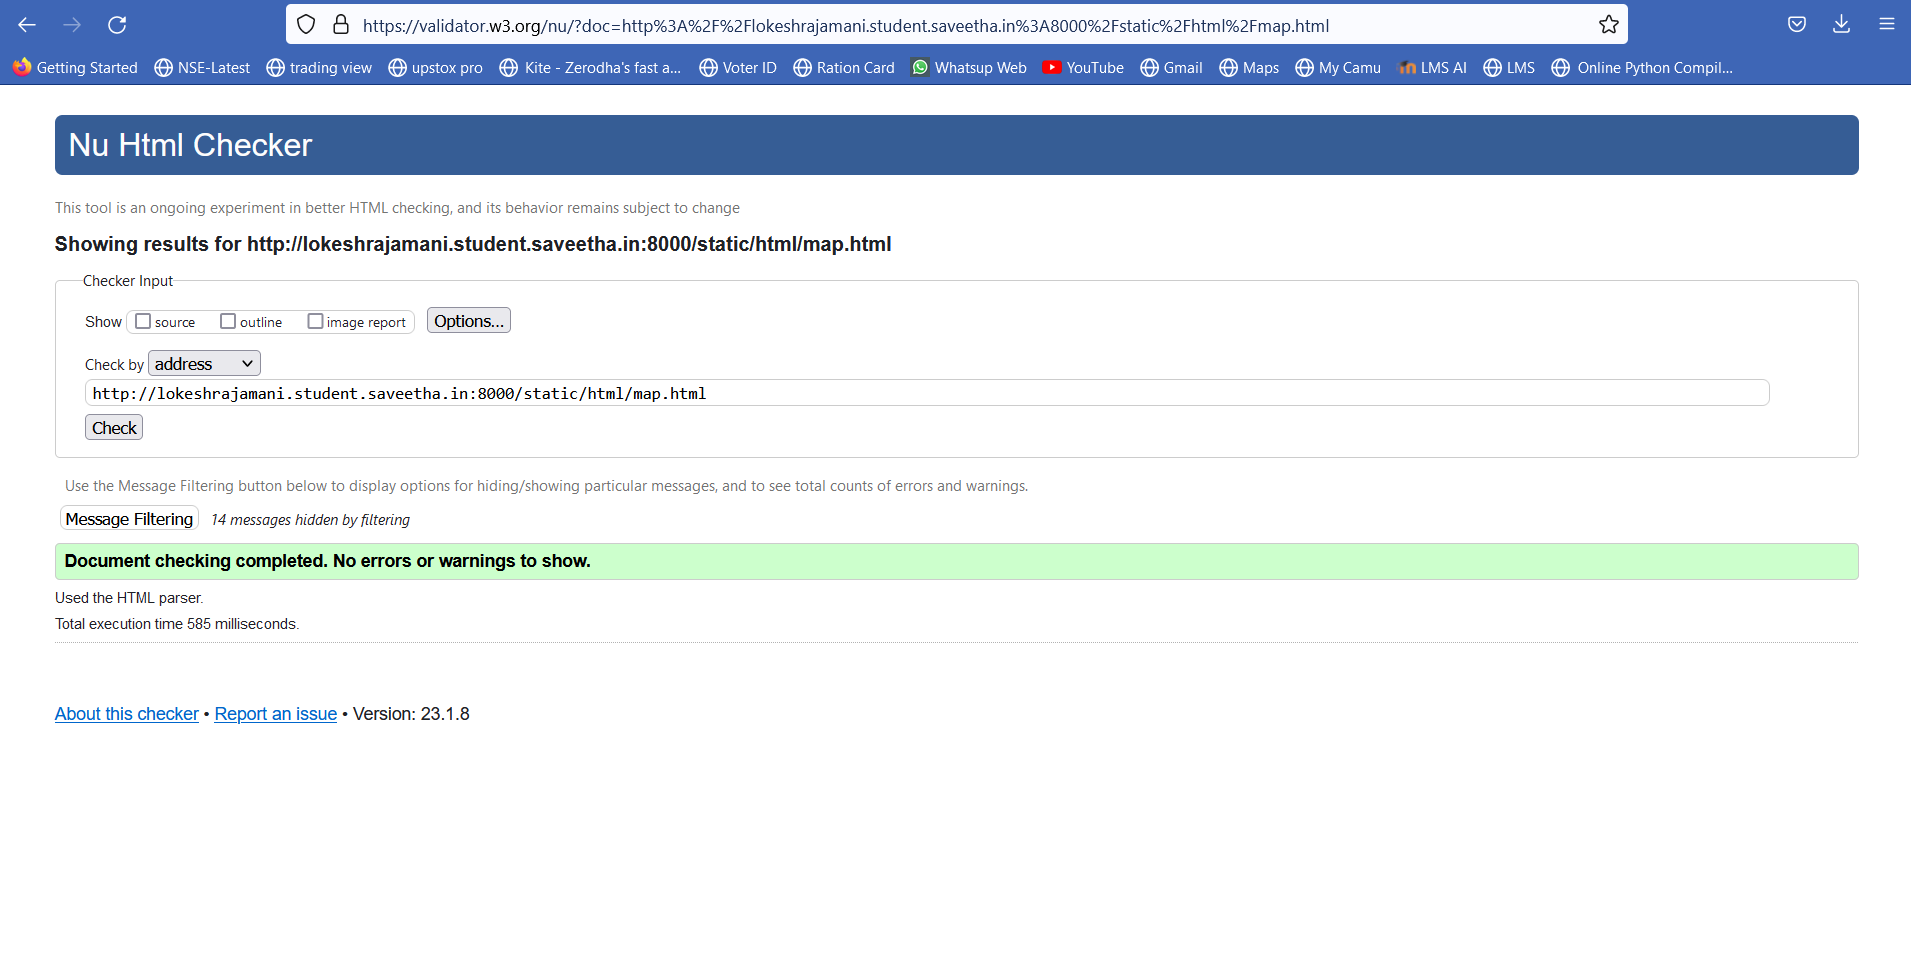 https://validator.w3.org/nu/?doc=http%3A%2F%2Flokeshrajamani.student.saveetha.in%3A8000%2Fstatic%2Fhtml%2Fmap.html
Getting Started NSE-Latest trading view upstox pro Kite - Zerodha's fast a... Voter ID Ration Card Whatsup Web YouTube Gmail Maps My Camu LMS AI LMS Online Python Compil...
Nu Html Checker
This tool is an ongoing experiment in better HTML checking, and its behavior remains subject to change
Showing results for http://lokeshrajamani.student.saveetha.in:8000/static/html/map.html
Checker Input
Show source outline image report Options...
Check by address
http://lokeshrajamani.student.saveetha.in:8000/static/html/map.html
Check
Use the Message Filtering button below to display options for hiding/showing particular messages, and to see total counts of errors and warnings.
Message Filtering 14 messages hidden by filtering
Document checking completed. No errors or warnings to show.
Used the HTML parser.
Total execution time 585 milliseconds.
About this checker • Report an issue • Version: 23.1.8